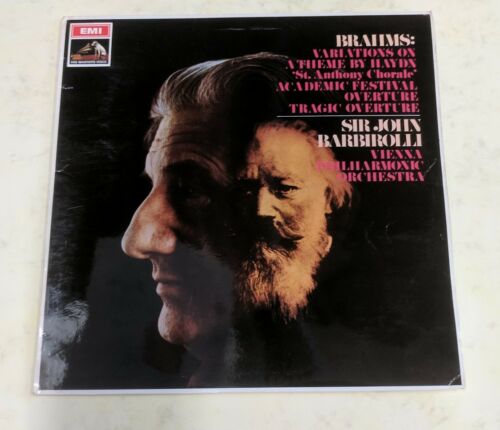 EMI
BRAHMS:
VARIATIONS ON
A THEME BY HAYDN
'St. Anthony Chorale'
ACADEMIC FESTIVAL
OVERTURE
TRAGIC OVERTURE
SIR JOHN
BARBIROLLI
VIENNA
PHILHARMONIC
ORCHESTRA